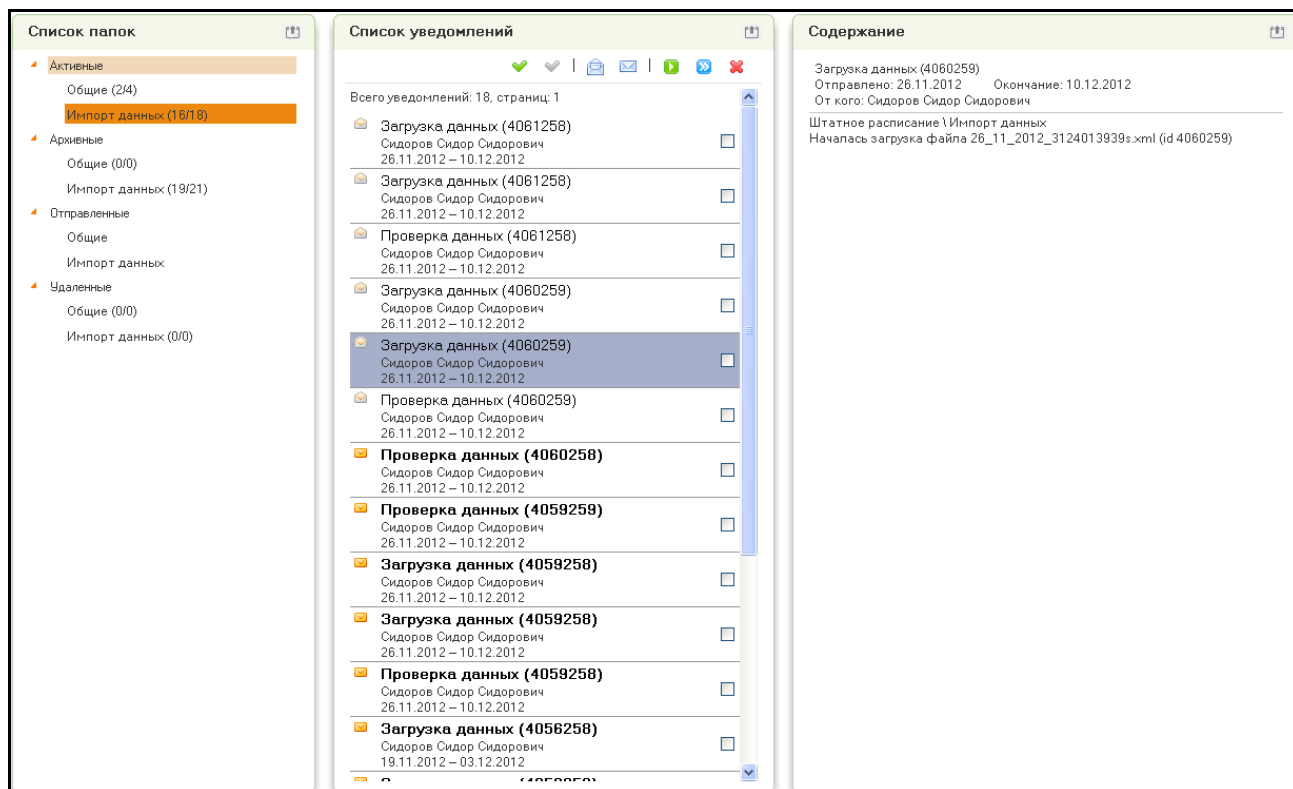 Список папок
Активные
Общие (2/4)
Импорт данных (16/18)
Архивные
Общие (0/0)
Импорт данных (19/21)
Отправленные
Общие
Импорт данных
Удаленные
Общие (0/0)
Импорт данных (0/0)
Список уведомлений
Всего уведомлений: 18, страниц: 1
Загрузка данных (4061258)
Сидоров Сидор Сидорович
26.11.2012 – 10.12.2012
Загрузка данных (4061258)
Сидоров Сидор Сидорович
26.11.2012 – 10.12.2012
Проверка данных (4061258)
Сидоров Сидор Сидорович
26.11.2012 – 10.12.2012
Загрузка данных (4060259)
Сидоров Сидор Сидорович
26.11.2012 – 10.12.2012
Загрузка данных (4060259)
Сидоров Сидор Сидорович
26.11.2012 – 10.12.2012
Проверка данных (4060259)
Сидоров Сидор Сидорович
26.11.2012 – 10.12.2012
Проверка данных (4060258)
Сидоров Сидор Сидорович
26.11.2012 – 10.12.2012
Проверка данных (4059259)
Сидоров Сидор Сидорович
26.11.2012 – 10.12.2012
Загрузка данных (4059258)
Сидоров Сидор Сидорович
26.11.2012 – 10.12.2012
Загрузка данных (4059258)
Сидоров Сидор Сидорович
26.11.2012 – 10.12.2012
Проверка данных (4059258)
Сидоров Сидор Сидорович
26.11.2012 – 10.12.2012
Загрузка данных (4056258)
Сидоров Сидор Сидорович
19.11.2012 – 03.12.2012
Содержание
Загрузка данных (4060259)
Отправлено: 26.11.2012 Окончание: 10.12.2012
От кого: Сидоров Сидор Сидорович
Штатное расписание \ Импорт данных
Началась загрузка файла 26_11_2012_3124013939s.xml (id 4060259)